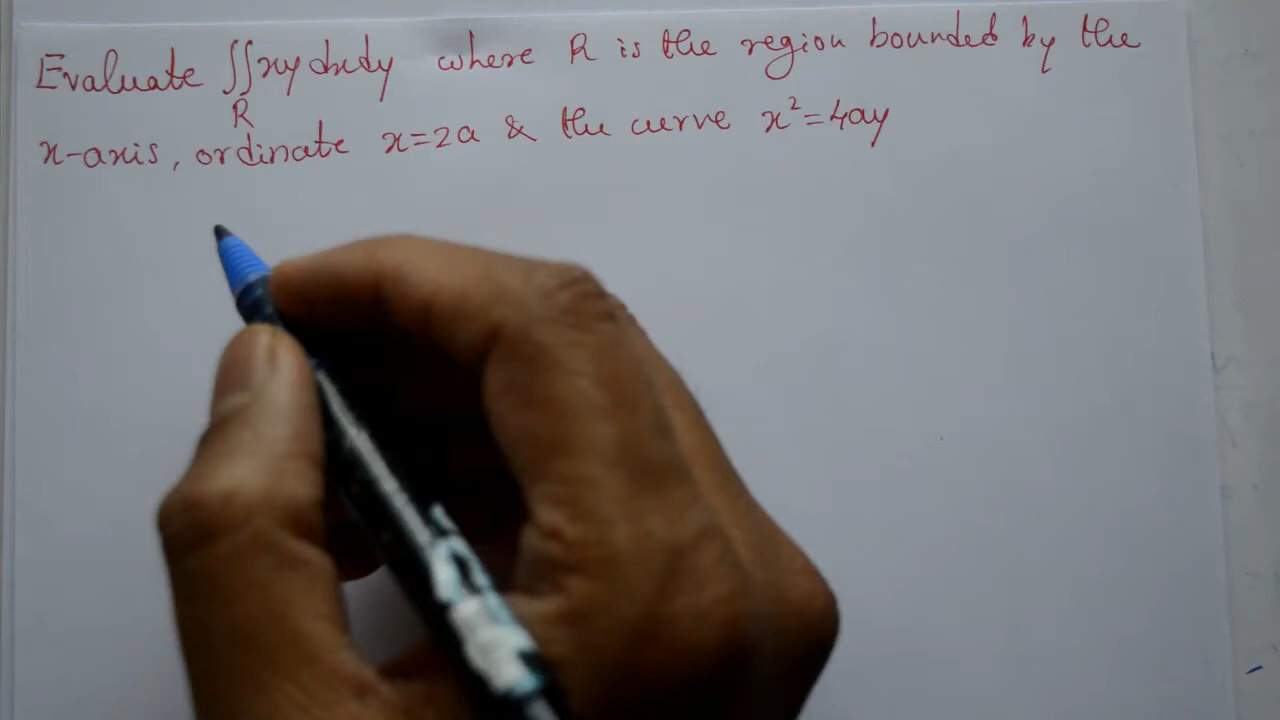 Evaluate ∬xy dxdy where R is the region bounded by the
R
x-axis, ordinate x=2a & the curve x²=4ay